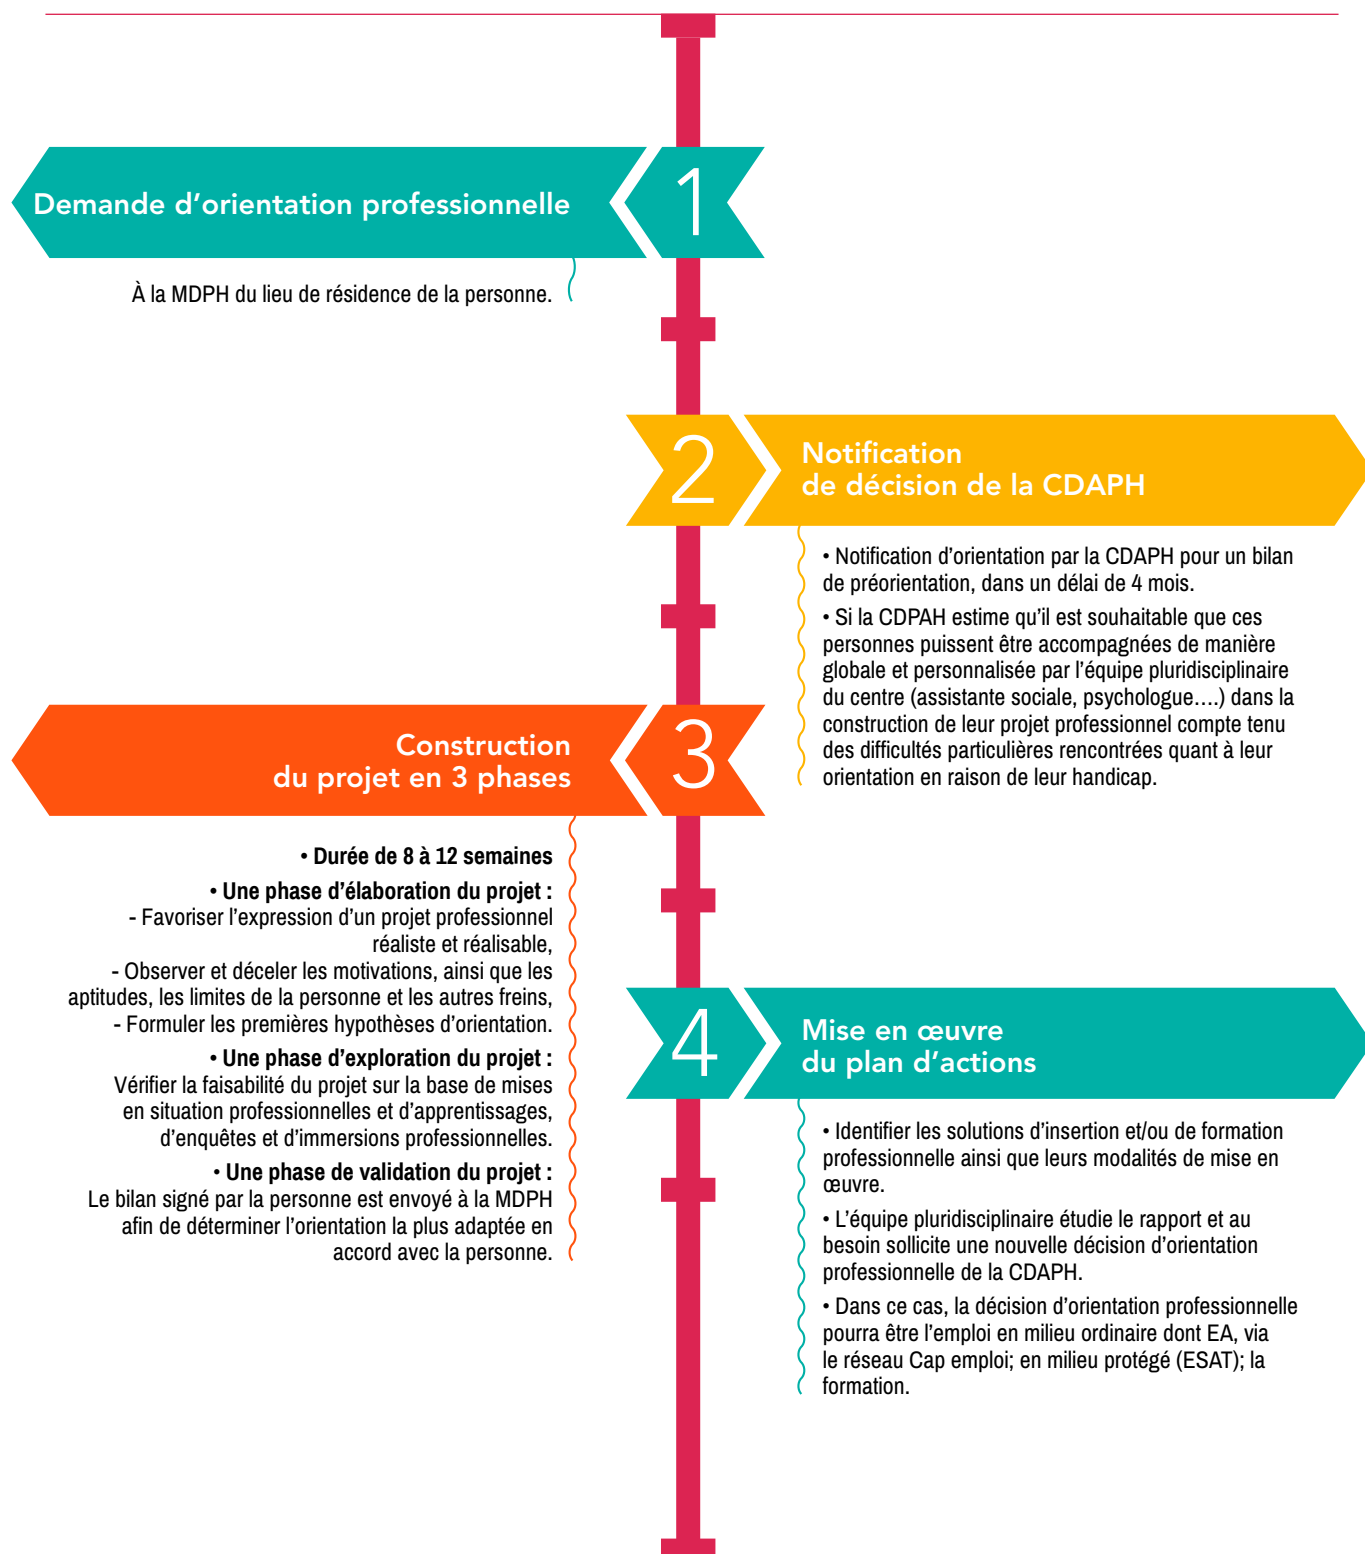 1
Demande d’orientation professionnelle
À la MDPH du lieu de résidence de la personne.
2
Notification
de décision de la CDAPH
• Notification d’orientation par la CDAPH pour un bilan
de préorientation, dans un délai de 4 mois.
• Si la CDPAH estime qu’il est souhaitable que ces
personnes puissent être accompagnées de manière
globale et personnalisée par l’équipe pluridisciplinaire
du centre (assistante sociale, psychologue….) dans la
construction de leur projet professionnel compte tenu
des difficultés particulières rencontrées quant à leur
orientation en raison de leur handicap.
3
Construction
du projet en 3 phases
• Durée de 8 à 12 semaines
• Une phase d’élaboration du projet :
- Favoriser l’expression d’un projet professionnel
réaliste et réalisable,
- Observer et déceler les motivations, ainsi que les
aptitudes, les limites de la personne et les autres freins,
- Formuler les premières hypothèses d’orientation.
• Une phase d’exploration du projet :
Vérifier la faisabilité du projet sur la base de mises
en situation professionnelles et d’apprentissages,
d’enquêtes et d’immersions professionnelles.
• Une phase de validation du projet :
Le bilan signé par la personne est envoyé à la MDPH
afin de déterminer l’orientation la plus adaptée en
accord avec la personne.
4
Mise en œuvre
du plan d’actions
• Identifier les solutions d’insertion et/ou de formation
professionnelle ainsi que leurs modalités de mise en
œuvre.
• L’équipe pluridisciplinaire étudie le rapport et au
besoin sollicite une nouvelle décision d’orientation
professionnelle de la CDAPH.
• Dans ce cas, la décision d’orientation professionnelle
pourra être l’emploi en milieu ordinaire dont EA, via
le réseau Cap emploi; en milieu protégé (ESAT); la
formation.